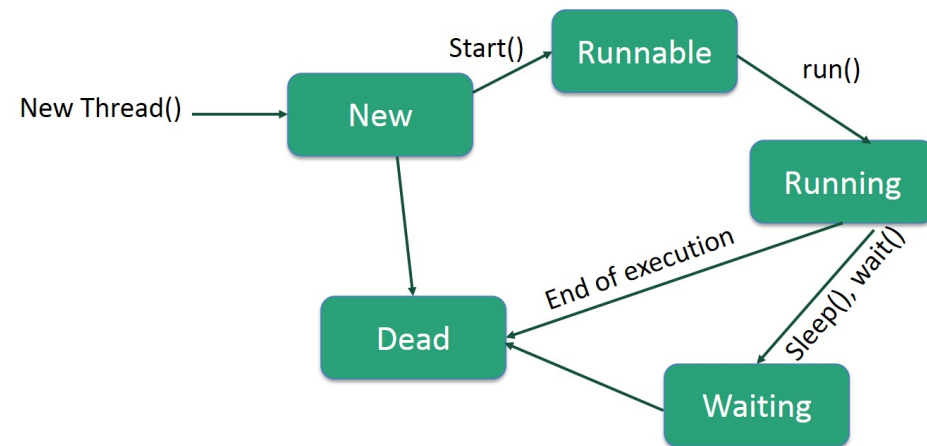 Start()
Runnable
run()
New Thread()
New
Running
End of execution
Sleep(), wait()
Dead
Waiting